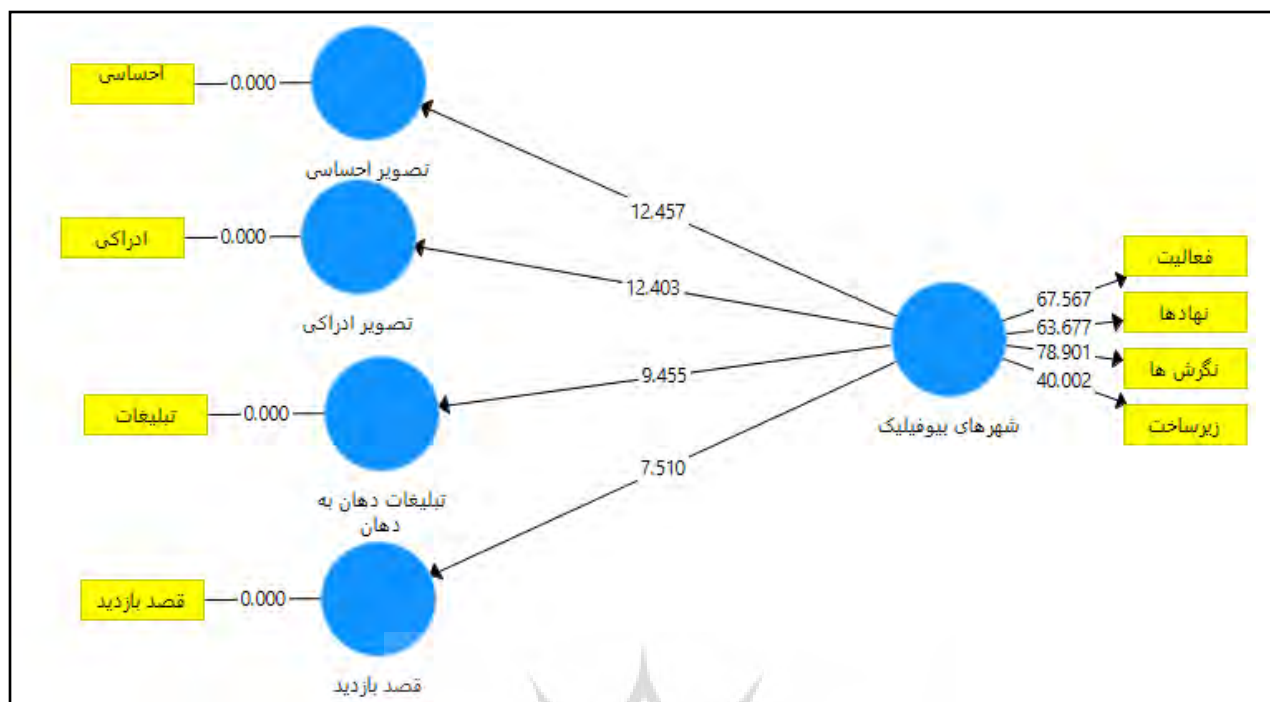 احساسی
0.000
تصویر احساسی
12.457
ادراکی
0.000
تصویر ادراکی
12.403
تبلیغات
0.000
تبلیغات دهان به
دهان
9.455
قصد بازدید
0.000
قصد بازدید
7.510
شهرهای بیوفیلیک
67.567
فعالیت
63.677
نهادها
78.901
نگرش ها
40.002
زیرساخت